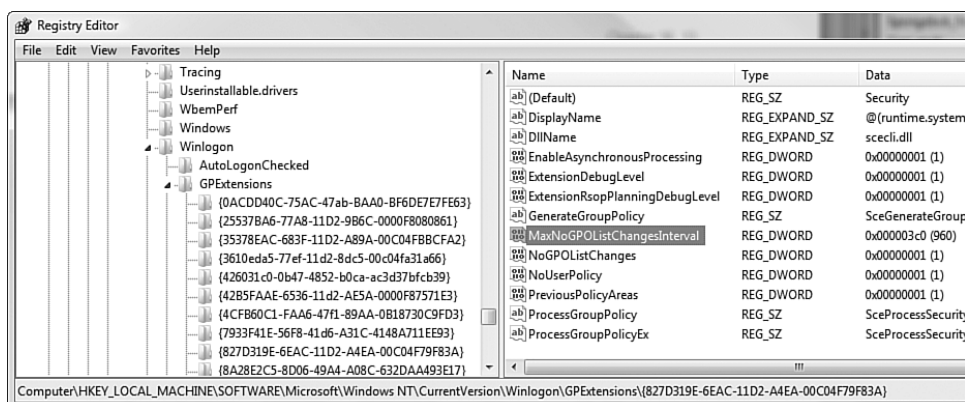 Registry Editor
File Edit View Favorites Help
Tracing
Userinstallable.drivers
WbemPerf
Windows
Winlogon
AutoLogonChecked
GPExtensions
{0ACDD40C-75AC-47ab-BAA0-BF6DE7E7FE63}
{25537BA6-77A8-11D2-9B6C-0000F8080861}
{35378EAC-683F-11D2-A89A-00C04FBBCFA2}
{3610eda5-77ef-11d2-8dc5-00c04fa31a66}
{426031c0-0b47-4852-b0ca-ac3d37bfcb39}
{42B5FAAE-6536-11d2-AE5A-0000F87571E3}
{4CFB60C1-FAA6-47f1-89AA-0B18730C9FD3}
{7933F41E-56F8-41d6-A31C-4148A711EE93}
{827D319E-6EAC-11D2-A4EA-00C04F79F83A}
{8A28E2C5-8D06-49A4-A08C-632DAA493E17}
Name Type Data
(Default) REG_SZ Security
DisplayName REG_EXPAND_SZ @(runtime.system
DllName REG_EXPAND_SZ scecli.dll
EnableAsynchronousProcessing REG_DWORD 0x00000001 (1)
ExtensionDebugLevel REG_DWORD 0x00000001 (1)
ExtensionRsopPlanningDebugLevel REG_DWORD 0x00000001 (1)
GenerateGroupPolicy REG_SZ SceGenerateGroup
MaxNoGPOListChangesInterval REG_DWORD 0x000003c0 (960)
NoGPOListChanges REG_DWORD 0x00000001 (1)
NoUserPolicy REG_DWORD 0x00000001 (1)
PreviousPolicyAreas REG_DWORD 0x00000001 (1)
ProcessGroupPolicy REG_SZ SceProcessSecurity
ProcessGroupPolicyEx REG_SZ SceProcessSecurity
Computer\HKEY_LOCAL_MACHINE\SOFTWARE\Microsoft\Windows NT\CurrentVersion\Winlogon\GPExtensions\{827D319E-6EAC-11D2-A4EA-00C04F79F83A}